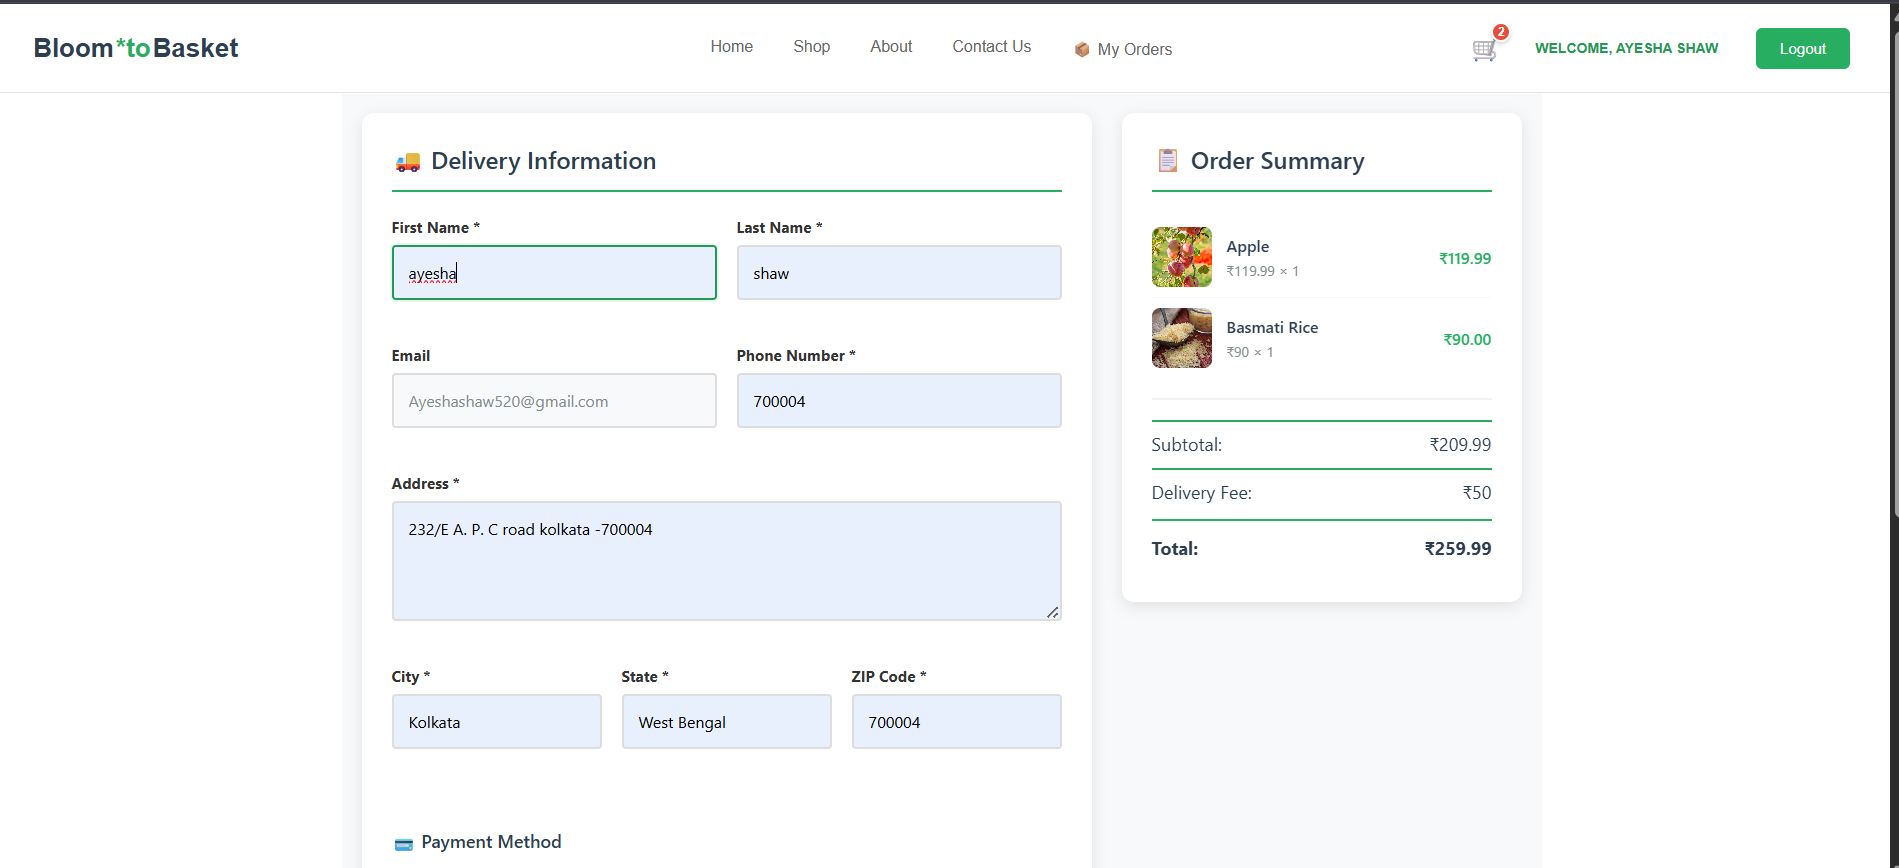 Bloom*toBasket
Home Shop About Contact Us My Orders
2
WELCOME, AYESHA SHAW
Logout
Delivery Information
First Name * Last Name *
ayesha shaw
Email Phone Number *
Ayeshashaw520@gmail.com 700004
Address *
232/E A. P. C road kolkata -700004
City * State * ZIP Code *
Kolkata West Bengal 700004
Payment Method
Order Summary
Apple
₹119.99 × 1
₹119.99
Basmati Rice
₹90 × 1
₹90.00
Subtotal: ₹209.99
Delivery Fee: ₹50
Total: ₹259.99